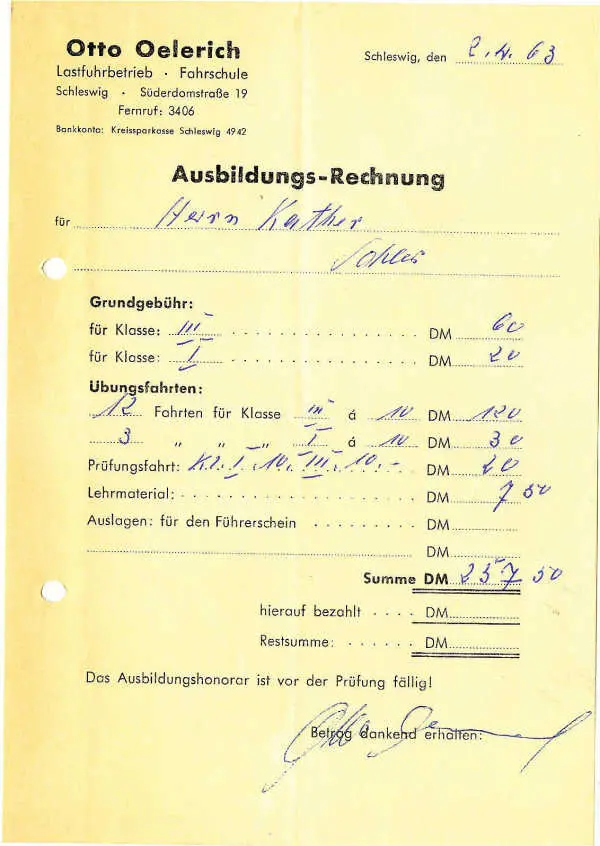 Otto Oelerich
Lastfuhrbetrieb · Fahrschule
Schleswig · Süderdomstraße 19
Fernruf: 3406
Bankkonto: Kreissparkasse Schleswig 4942
Schleswig, den 2.4.63
Ausbildungs-Rechnung
für Herrn Kather
Grundgebühr:
für Klasse: III DM 60
für Klasse: I DM 20
Übungsfahrten:
12 Fahrten für Klasse III á 10 DM 120
3 " " " I á 10 DM 30
Prüfungsfahrt: Kl. I. 10. III. 10.- DM 20
Lehrmaterial: DM 7 50
Auslagen: für den Führerschein DM
DM
Summe DM 257 50
hierauf bezahlt DM
Restsumme: DM
Das Ausbildungshonorar ist vor der Prüfung fällig!
Betrag dankend erhalten: